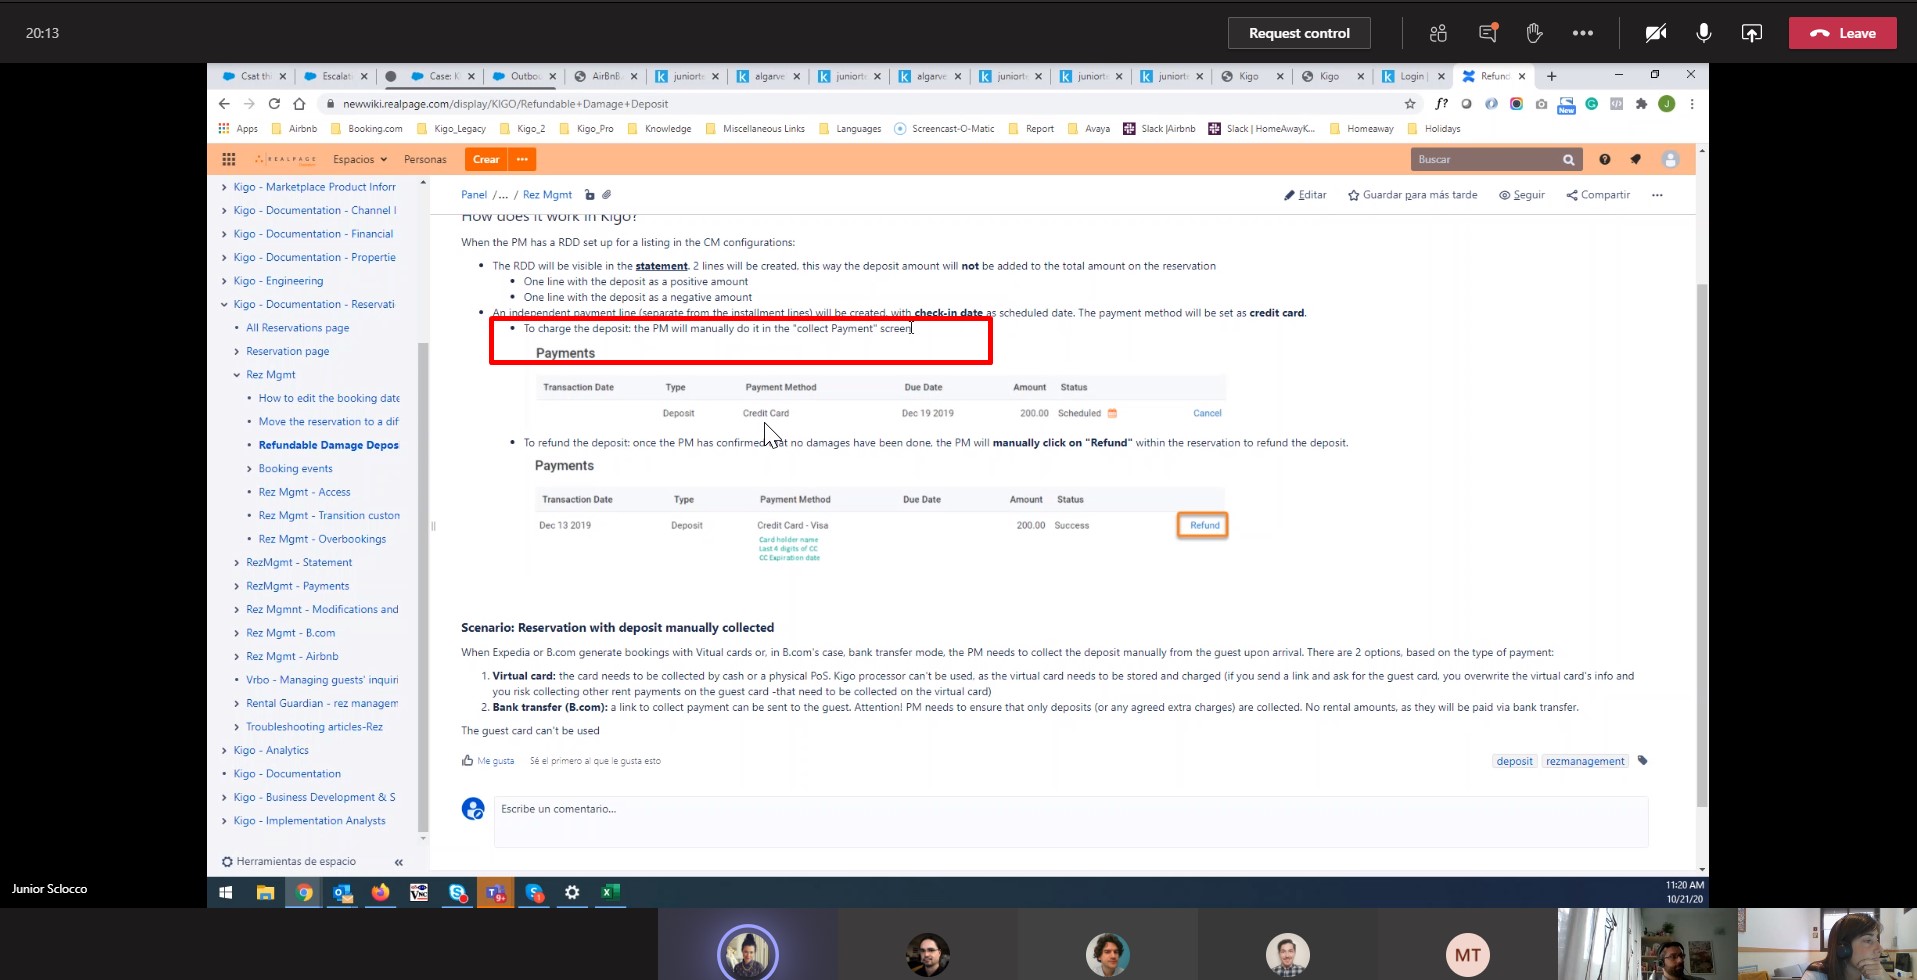 20:13
Request control
Leave
Csat thi
Escalati
Case: K
Outbou
AirBnB
juniorte
algarve
juniorte
algarve
juniorte
juniorte
juniorte
Kigo
Kigo
Login |
Refund
newwiki.realpage.com/display/KIGO/Refundable+Damage+Deposit
f?
New
J
Apps
Airbnb
Booking.com
Kigo_Legacy
Kigo_2
Kigo_Pro
Knowledge
Miscellaneous Links
Languages
Screencast-O-Matic
Report
Avaya
Slack |Airbnb
Slack | HomeAwayK...
Homeaway
Holidays
REALPAGE
Espacios
Personas
Crear
Buscar
Kigo - Marketplace Product Inforr
Kigo - Documentation - Channel I
Kigo - Documentation - Financial
Kigo - Documentation - Propertie
Kigo - Engineering
Kigo - Documentation - Reservati
All Reservations page
Reservation page
Rez Mgmt
How to edit the booking date
Move the reservation to a dif
Refundable Damage Depos
Booking events
Rez Mgmt - Access
Rez Mgmt - Transition custon
Rez Mgmt - Overbookings
RezMgmt - Statement
RezMgmt - Payments
Rez Mgmnt - Modifications and
Rez Mgmt - B.com
Rez Mgmt - Airbnb
Vrbo - Managing guests' inquiri
Rental Guardian - rez managem
Troubleshooting articles-Rez
Kigo - Analytics
Kigo - Documentation
Kigo - Business Development & S
Kigo - Implementation Analysts
Herramientas de espacio
Panel /... / Rez Mgmt
Editar
Guardar para más tarde
Seguir
Compartir
How does it work in Kigo?
When the PM has a RDD set up for a listing in the CM configurations:
• The RDD will be visible in the statement. 2 lines will be created, this way the deposit amount will not be added to the total amount on the reservation
• One line with the deposit as a positive amount
• One line with the deposit as a negative amount
• An independent payment line (separate from the installment lines) will be created, with check-in date as scheduled date. The payment method will be set as credit card.
• To charge the deposit: the PM will manually do it in the "collect Payment" screen
Payments
Transaction Date Type Payment Method Due Date Amount Status
Deposit Credit Card Dec 19 2019 200.00 Scheduled Cancel
• To refund the deposit: once the PM has confirmed that no damages have been done, the PM will manually click on "Refund" within the reservation to refund the deposit.
Payments
Transaction Date Type Payment Method Due Date Amount Status
Dec 13 2019 Deposit Credit Card - Visa 200.00 Success Refund
Card holder name
Last 4 digits of CC
CC Expiration date
Scenario: Reservation with deposit manually collected
When Expedia or B.com generate bookings with Vitual cards or, in B.com's case, bank transfer mode, the PM needs to collect the deposit manually from the guest upon arrival. There are 2 options, based on the type of payment:
1. Virtual card: the card needs to be collected by cash or a physical PoS. Kigo processor can't be used, as the virtual card needs to be stored and charged (if you send a link and ask for the guest card, you overwrite the virtual card's info and
you risk collecting other rent payments on the guest card -that need to be collected on the virtual card)
2. Bank transfer (B.com): a link to collect payment can be sent to the guest. Attention! PM needs to ensure that only deposits (or any agreed extra charges) are collected. No rental amounts, as they will be paid via bank transfer.
The guest card can't be used
Me gusta
Sé el primero al que le gusta esto
deposit
rezmanagement
Escribe un comentario...
Junior Sclocco
11:20 AM
10/21/20
MT